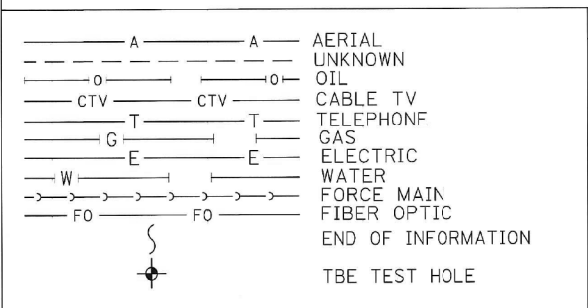 A A AERIAL
UNKNOWN
O O OIL
CTV CTV CABLE TV
T T TELEPHONE
G GAS
E E ELECTRIC
W WATER
FORCE MAIN
FO FO FIBER OPTIC
END OF INFORMATION
TBE TEST HOLE